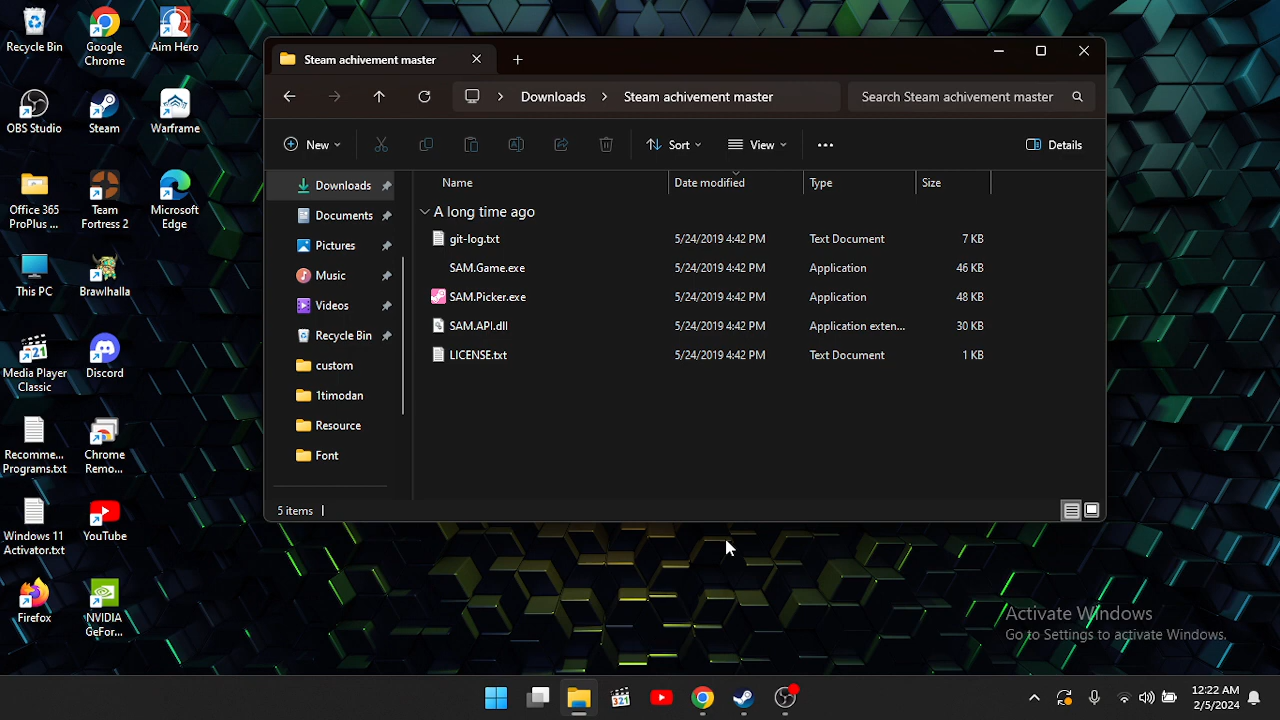 Recycle Bin
Google
Chrome
Aim Hero
OBS Studio
Steam
Warframe
Office 365
ProPlus ...
Team
Fortress 2
Microsoft
Edge
This PC
Brawlhalla
Media Player
Classic
Discord
Recomme...
Programs.txt
Chrome
Remo...
Windows 11
Activator.txt
YouTube
Firefox
NVIDIA
GeFor...
Steam achivement master
Downloads
Steam achivement master
Search Steam achivement master
New
Sort
View
Details
Downloads
Documents
Pictures
Music
Videos
Recycle Bin
custom
1timodan
Resource
Font
Name Date modified Type Size
A long time ago
git-log.txt 5/24/2019 4:42 PM Text Document 7 KB
SAM.Game.exe 5/24/2019 4:42 PM Application 46 KB
SAM.Picker.exe 5/24/2019 4:42 PM Application 48 KB
SAM.API.dll 5/24/2019 4:42 PM Application exten... 30 KB
LICENSE.txt 5/24/2019 4:42 PM Text Document 1 KB
5 items
Activate Windows
Go to Settings to activate Windows.
321
12:22 AM
2/5/2024